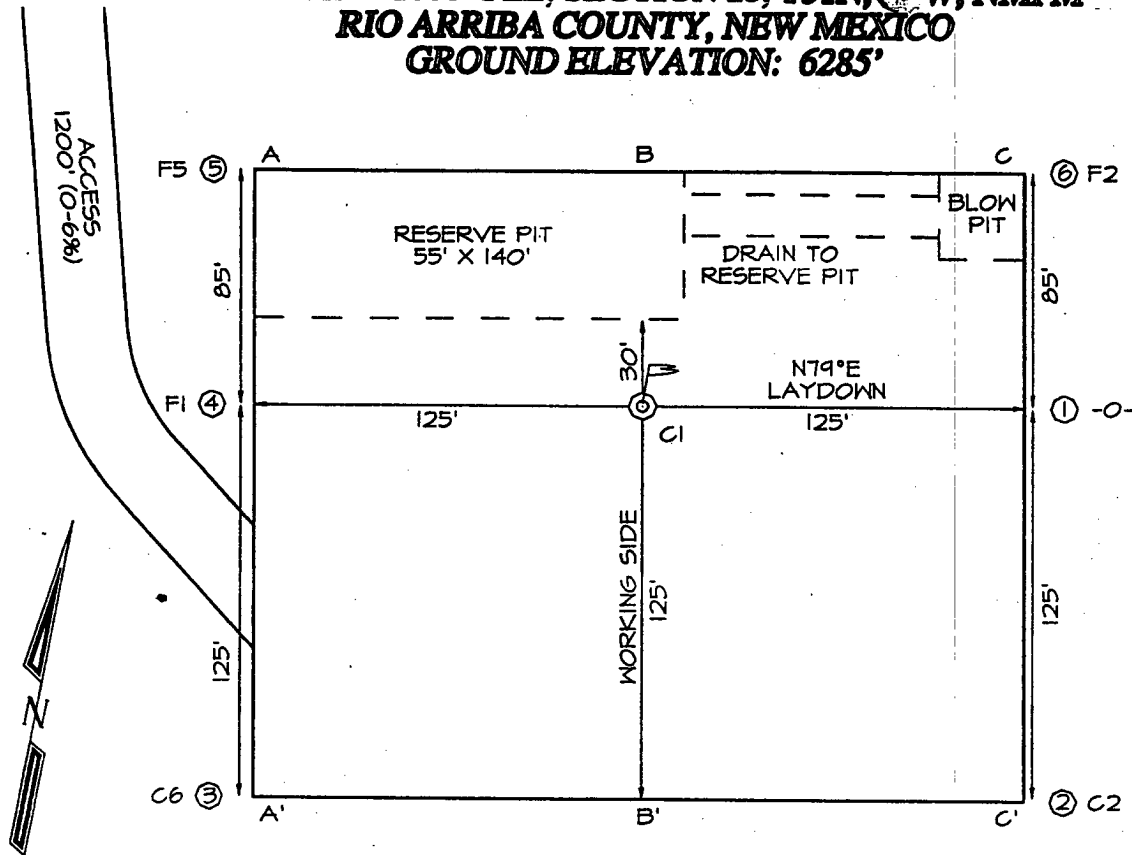 RIO ARRIBA COUNTY, NEW MEXICO
GROUND ELEVATION: 6285'
ACCESS
1200' (0-6%)
F5 ⑤
A
B
C
⑥ F2
RESERVE PIT
55' X 140'
BLOW
PIT
DRAIN TO
RESERVE PIT
85'
85'
30'
N79°E
LAYDOWN
F1 ④
125'
C1
125'
① -0-
WORKING SIDE
125'
125'
125'
N
C6 ③
A'
B'
C'
② C2